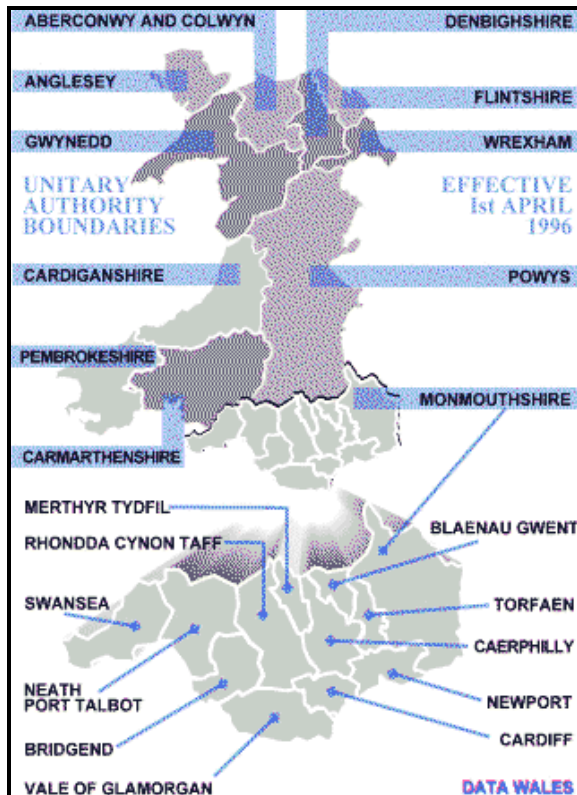 ABERCONWY AND COLWYN
DENBIGHSHIRE
ANGLESEY
FLINTSHIRE
GWYNEDD
WREXHAM
UNITARY
AUTHORITY
BOUNDARIES
EFFECTIVE
1st APRIL
1996
CARDIGANSHIRE
POWYS
PEMBROKESHIRE
MONMOUTHSHIRE
CARMARTHENSHIRE
MERTHYR TYDFIL
BLAENAU GWENT
RHONDDA CYNON TAFF
SWANSEA
TORFAEN
CAERPHILLY
NEATH
PORT TALBOT
NEWPORT
BRIDGEND
CARDIFF
VALE OF GLAMORGAN
DATA WALES